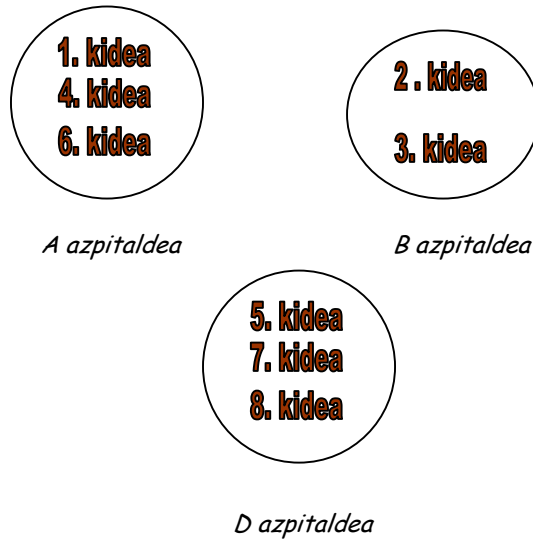 1. kidea
4. kidea
6. kidea
A azpitaldea
2 . kidea
3. kidea
B azpitaldea
5. kidea
7. kidea
8. kidea
D azpitaldea